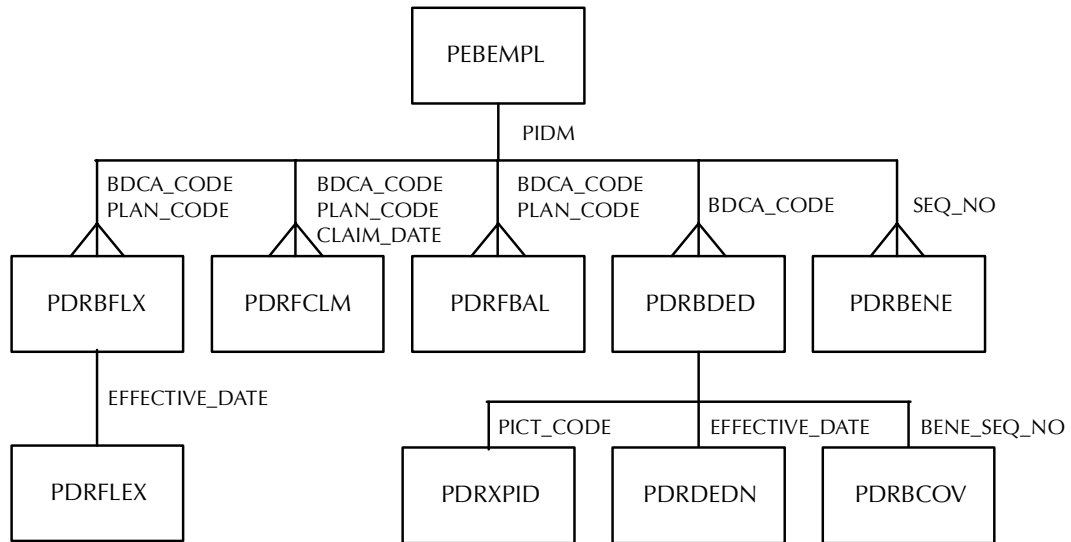 PEBEMPL
PIDM
BDCA_CODE
PLAN_CODE
BDCA_CODE
PLAN_CODE
CLAIM_DATE
BDCA_CODE
PLAN_CODE
BDCA_CODE
SEQ_NO
PDRBFLX
PDRFCLM
PDRFBAL
PDRBDED
PDRBENE
EFFECTIVE_DATE
PICT_CODE
EFFECTIVE_DATE
BENE_SEQ_NO
PDRFLEX
PDRXPID
PDRDEDN
PDRBCOV